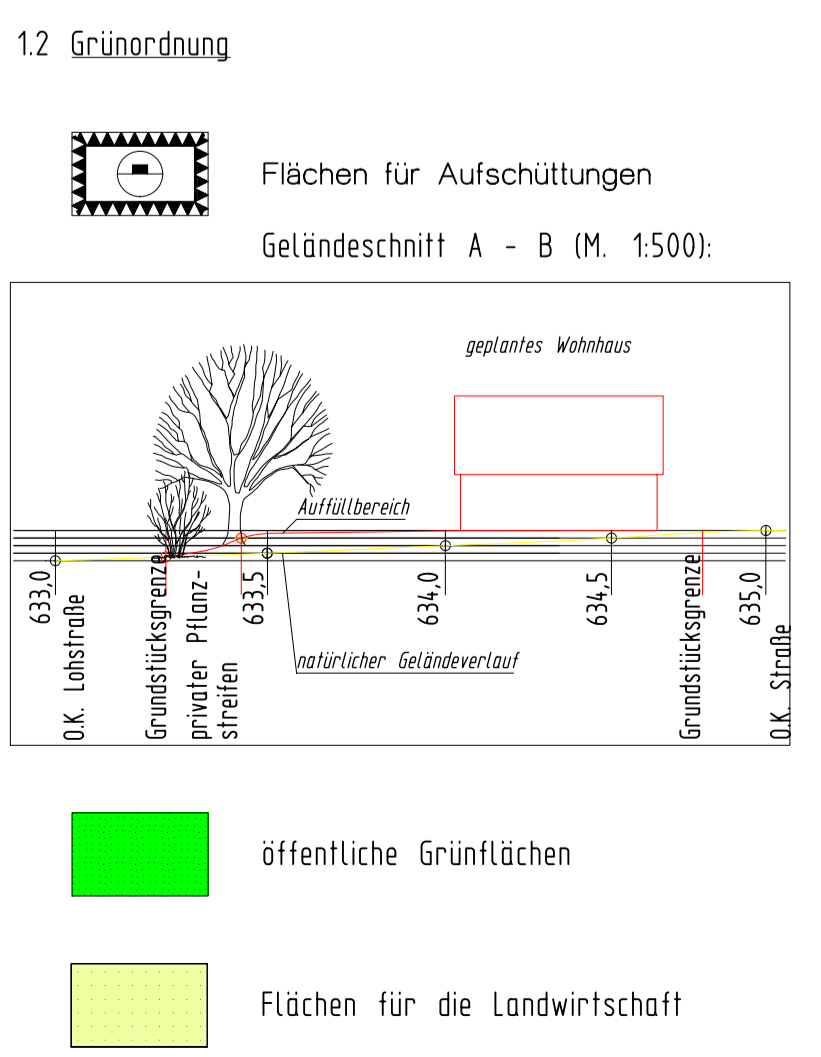 1.2 Grünordnung
Flächen für Aufschüttungen
Geländeschnitt A - B (M. 1:500):
geplantes Wohnhaus
Auffüllbereich
633,0
633,5
634,0
634,5
635,0
O.K. Lohstraße
Grundstücksgrenze
privater Pflanz-
streifen
natürlicher Geländeverlauf
Grundstücksgrenze
O.K. Straße
öffentliche Grünflächen
Flächen für die Landwirtschaft